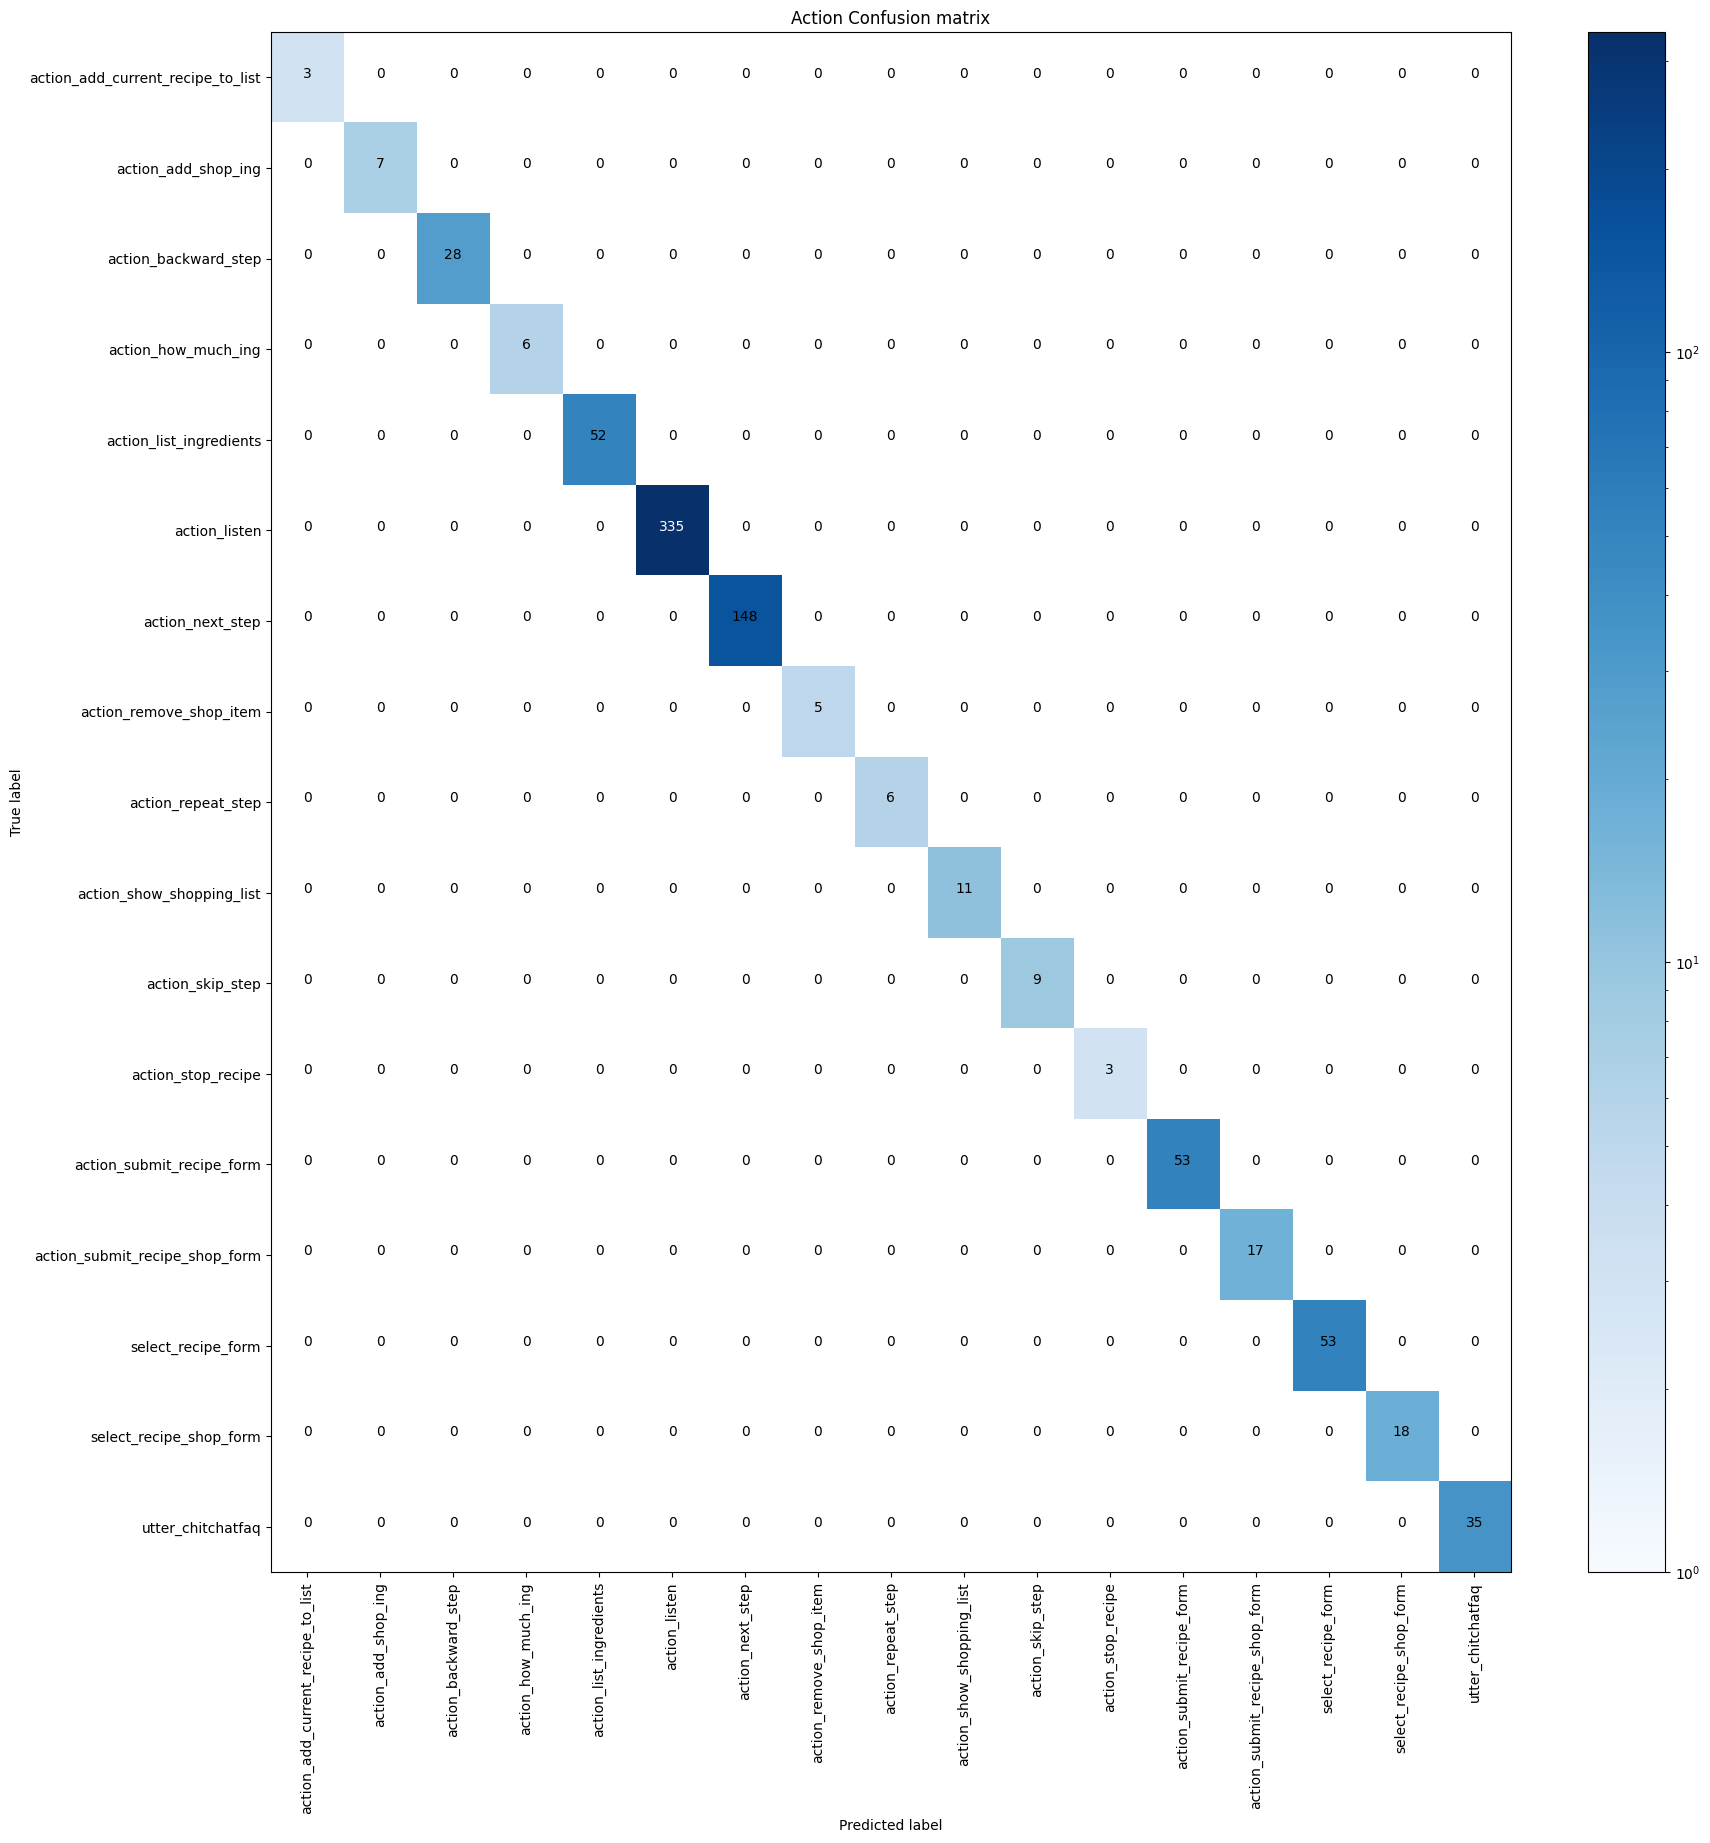 Action Confusion matrix
action_add_current_recipe_to_list 3 0 0 0 0 0 0 0 0 0 0 0 0 0 0 0 0
action_add_shop_ing 0 7 0 0 0 0 0 0 0 0 0 0 0 0 0 0 0
action_backward_step 0 0 28 0 0 0 0 0 0 0 0 0 0 0 0 0 0
action_how_much_ing 0 0 0 6 0 0 0 0 0 0 0 0 0 0 0 0 0
action_list_ingredients 0 0 0 0 52 0 0 0 0 0 0 0 0 0 0 0 0
action_listen 0 0 0 0 0 335 0 0 0 0 0 0 0 0 0 0 0
action_next_step 0 0 0 0 0 0 148 0 0 0 0 0 0 0 0 0 0
action_remove_shop_item 0 0 0 0 0 0 0 5 0 0 0 0 0 0 0 0 0
action_repeat_step 0 0 0 0 0 0 0 0 6 0 0 0 0 0 0 0 0
action_show_shopping_list 0 0 0 0 0 0 0 0 0 11 0 0 0 0 0 0 0
action_skip_step 0 0 0 0 0 0 0 0 0 0 9 0 0 0 0 0 0
action_stop_recipe 0 0 0 0 0 0 0 0 0 0 0 3 0 0 0 0 0
action_submit_recipe_form 0 0 0 0 0 0 0 0 0 0 0 0 53 0 0 0 0
action_submit_recipe_shop_form 0 0 0 0 0 0 0 0 0 0 0 0 0 17 0 0 0
select_recipe_form 0 0 0 0 0 0 0 0 0 0 0 0 0 0 53 0 0
select_recipe_shop_form 0 0 0 0 0 0 0 0 0 0 0 0 0 0 0 18 0
utter_chitchatfaq 0 0 0 0 0 0 0 0 0 0 0 0 0 0 0 0 35
True label
action_add_current_recipe_to_list
action_add_shop_ing
action_backward_step
action_how_much_ing
action_list_ingredients
action_listen
action_next_step
action_remove_shop_item
action_repeat_step
action_show_shopping_list
action_skip_step
action_stop_recipe
action_submit_recipe_form
action_submit_recipe_shop_form
select_recipe_form
select_recipe_shop_form
utter_chitchatfaq
Predicted label
10²
10¹
10⁰